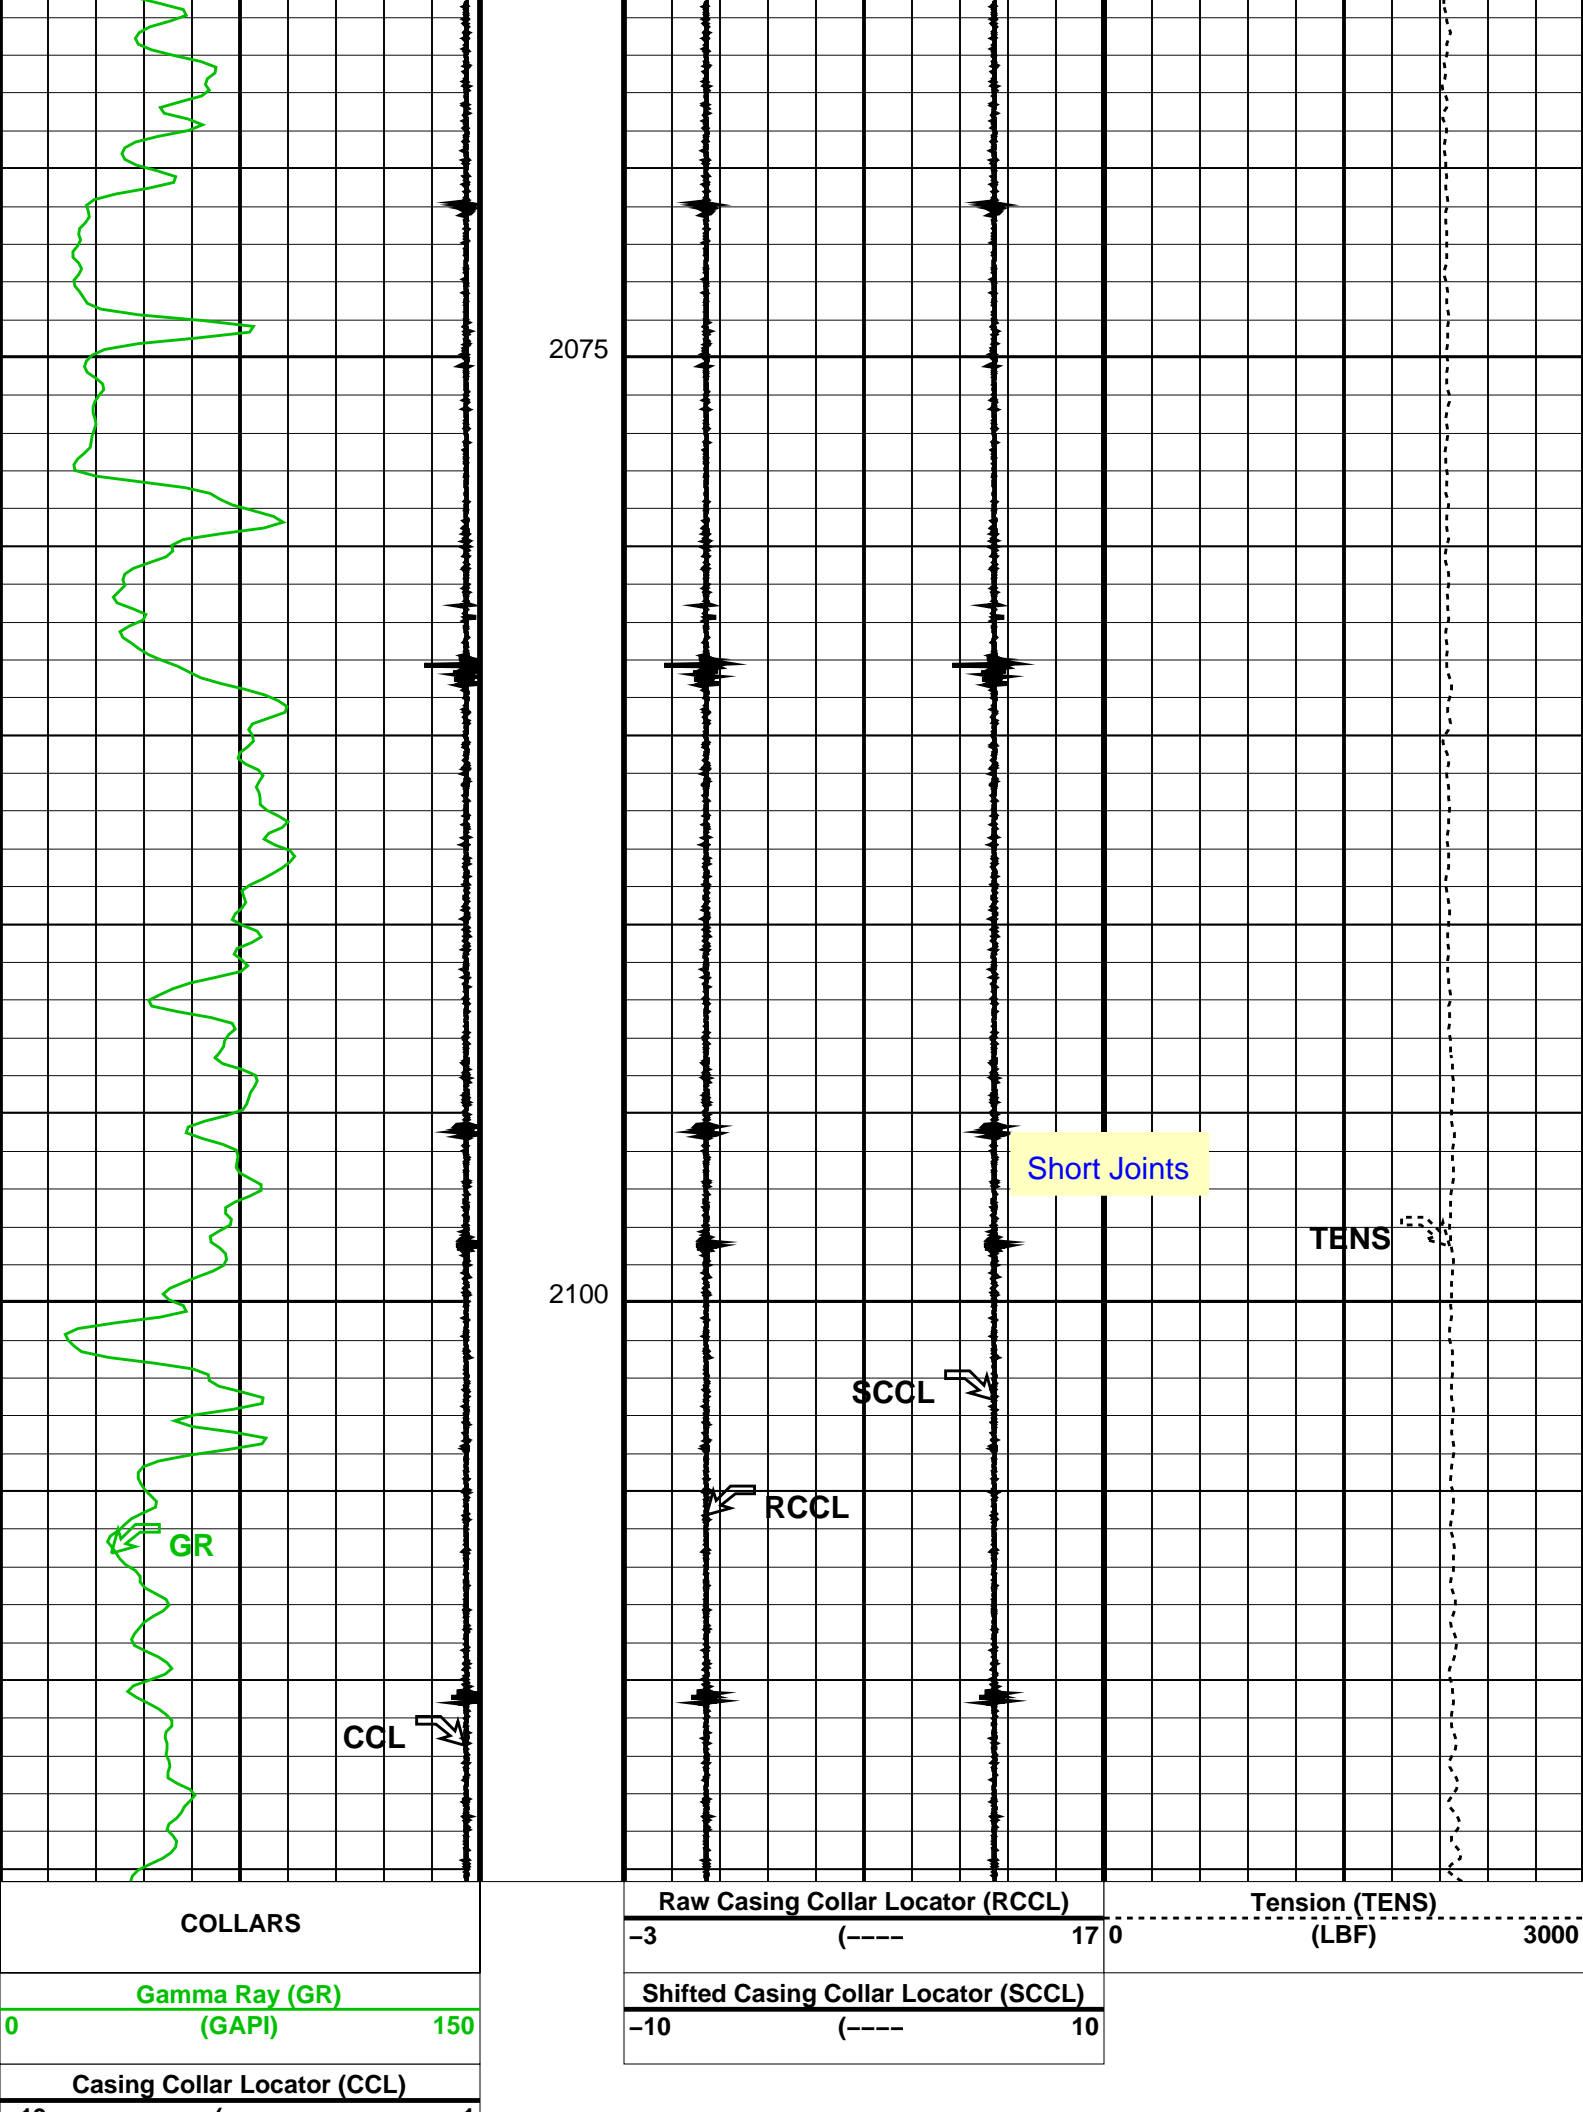 2075
Short Joints
TENS
2100
SCCL
RCCL
GR
CCL
COLLARS
Raw Casing Collar Locator (RCCL)
−3 (−−−− 17
Tension (TENS)
0 (LBF) 3000
Gamma Ray (GR)
0 (GAPI) 150
Shifted Casing Collar Locator (SCCL)
−10 (−−−− 10
Casing Collar Locator (CCL)